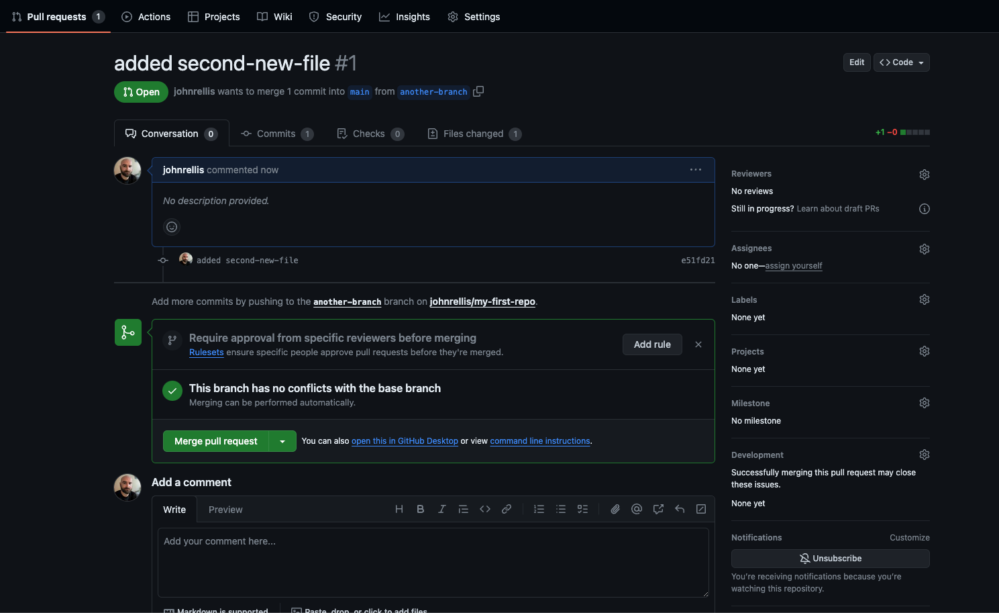 Pull requests 1 Actions Projects Wiki Security Insights Settings
added second-new-file #1
Edit <> Code
Open johnrellis wants to merge 1 commit into main from another-branch
Conversation 0 Commits 1 Checks 0 Files changed 1
+1 −0
johnrellis commented now
No description provided.
added second-new-file e51fd21
Add more commits by pushing to the another-branch branch on johnrellis/my-first-repo.
Require approval from specific reviewers before merging
Rulesets ensure specific people approve pull requests before they're merged.
Add rule
This branch has no conflicts with the base branch
Merging can be performed automatically.
Merge pull request You can also open this in GitHub Desktop or view command line instructions.
Add a comment
Write Preview
Add your comment here...
Markdown is supported Paste, drop, or click to add files
Reviewers
No reviews
Still in progress? Learn about draft PRs
Assignees
No one—assign yourself
Labels
None yet
Projects
None yet
Milestone
No milestone
Development
Successfully merging this pull request may close
these issues.
None yet
Notifications Customize
Unsubscribe
You're receiving notifications because you're
watching this repository.